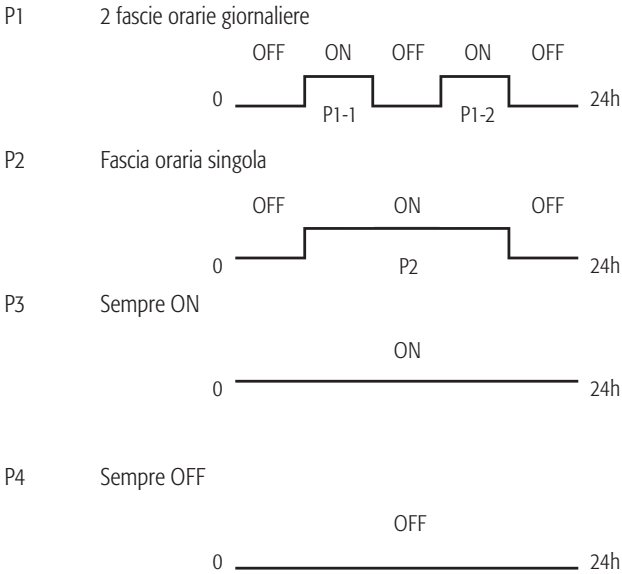 P1 2 fascie orarie giornaliere
OFF ON OFF ON OFF
0 P1-1 P1-2 24h
P2 Fascia oraria singola
OFF ON OFF
0 P2 24h
P3 Sempre ON
ON
0 24h
P4 Sempre OFF
OFF
0 24h